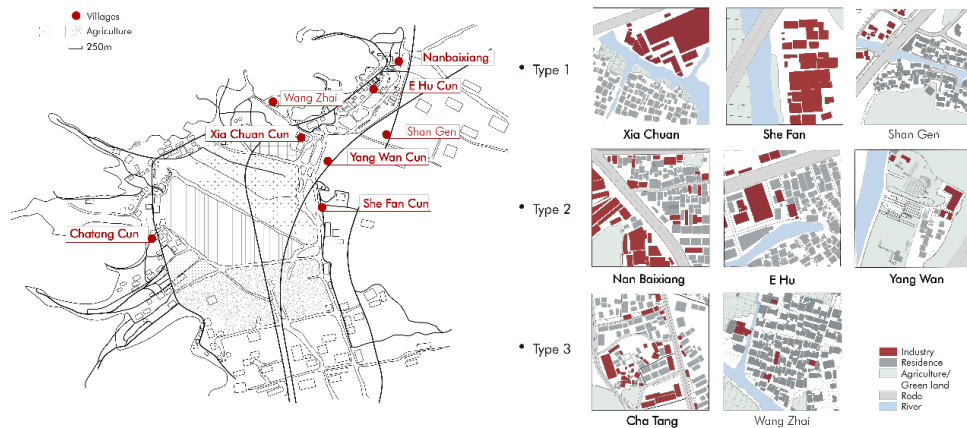 Villages
Agriculture
250m
Nanbaixiang
E Hu Cun
Wang Zhai
Xia Chuan Cun
Shan Gen
Yang Wan Cun
She Fan Cun
Chatang Cun
• Type 1
Xia Chuan
She Fan
Shan Gen
• Type 2
Nan Baixiang
E Hu
Yang Wan
• Type 3
Cha Tang
Wang Zhai
Industry
Residence
Agriculture/
Green land
Rode
River